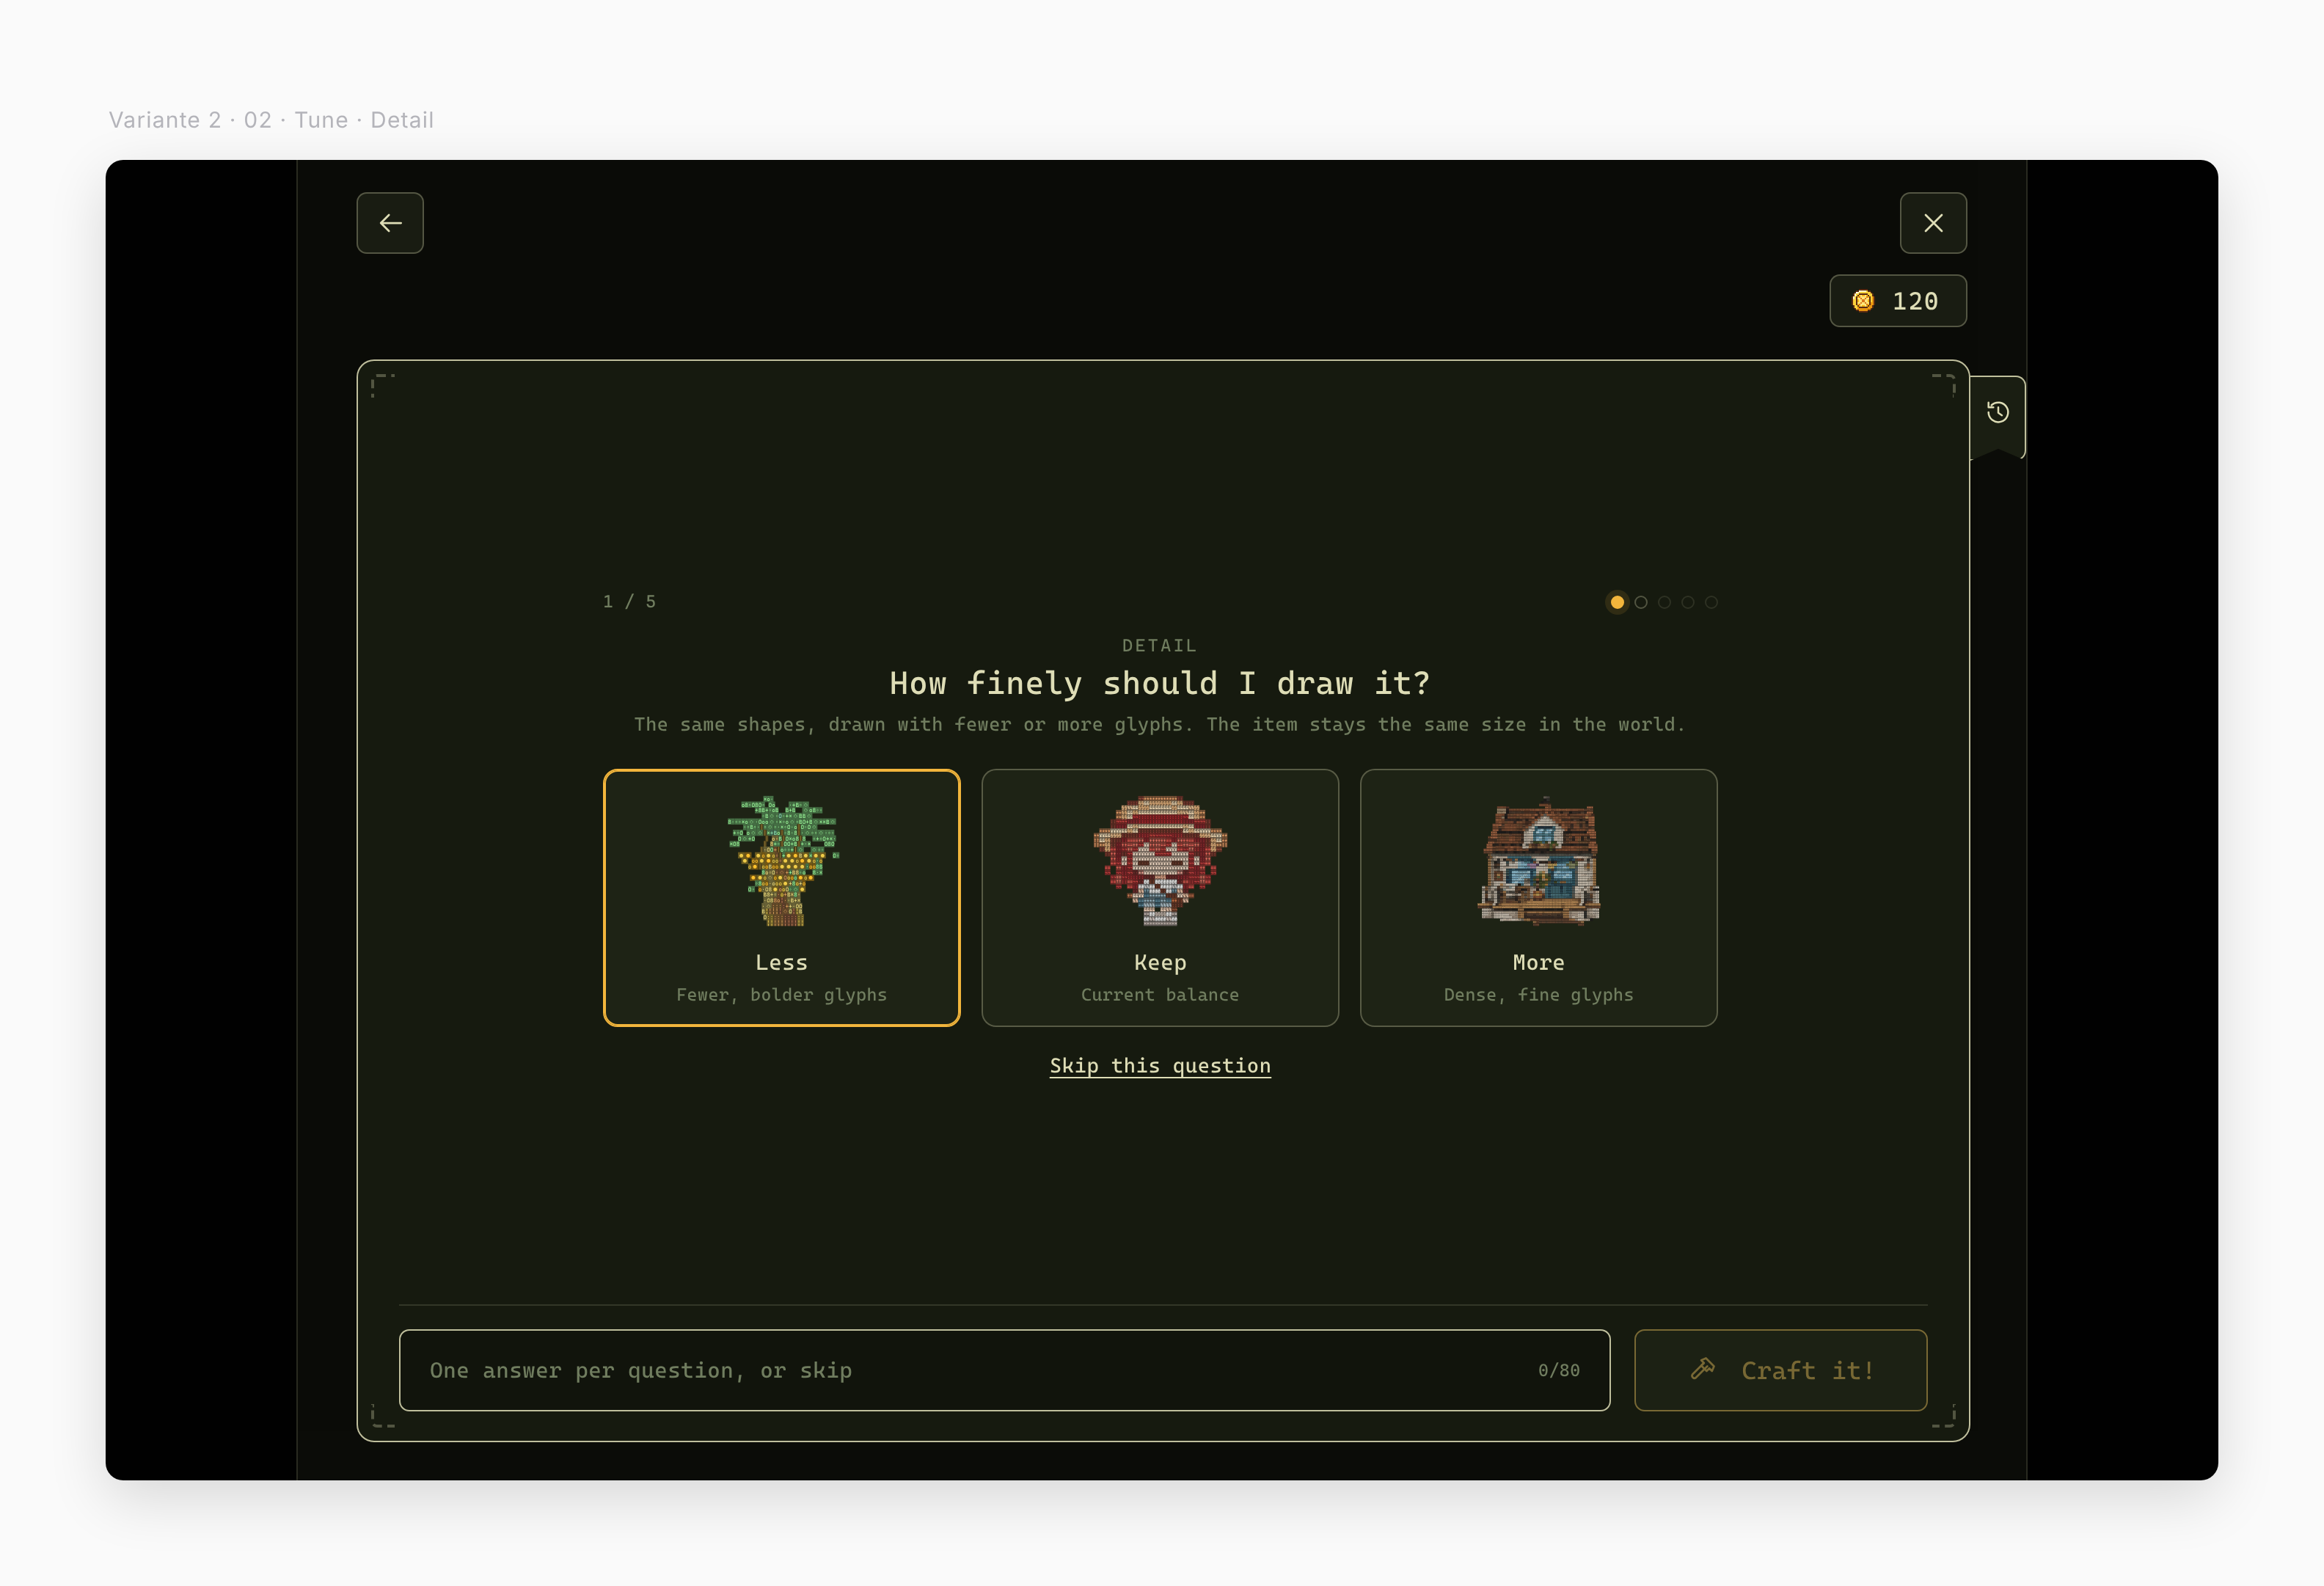 Variante 2 · 02 · Tune · Detail
120
1 / 5
DETAIL
How finely should I draw it?
The same shapes, drawn with fewer or more glyphs. The item stays the same size in the world.
Less
Fewer, bolder glyphs
Keep
Current balance
More
Dense, fine glyphs
Skip this question
One answer per question, or skip
0/80
Craft it!